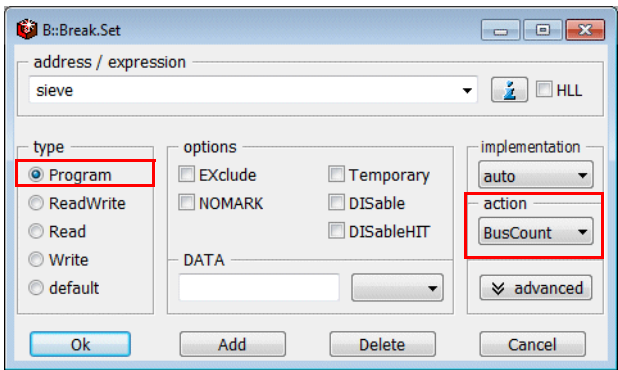 B::Break.Set
address / expression
sieve
HLL
type
options
implementation
Program
EXclude
Temporary
auto
ReadWrite
NOMARK
DISable
action
Read
DISableHIT
BusCount
Write
DATA
default
advanced
Ok
Add
Delete
Cancel